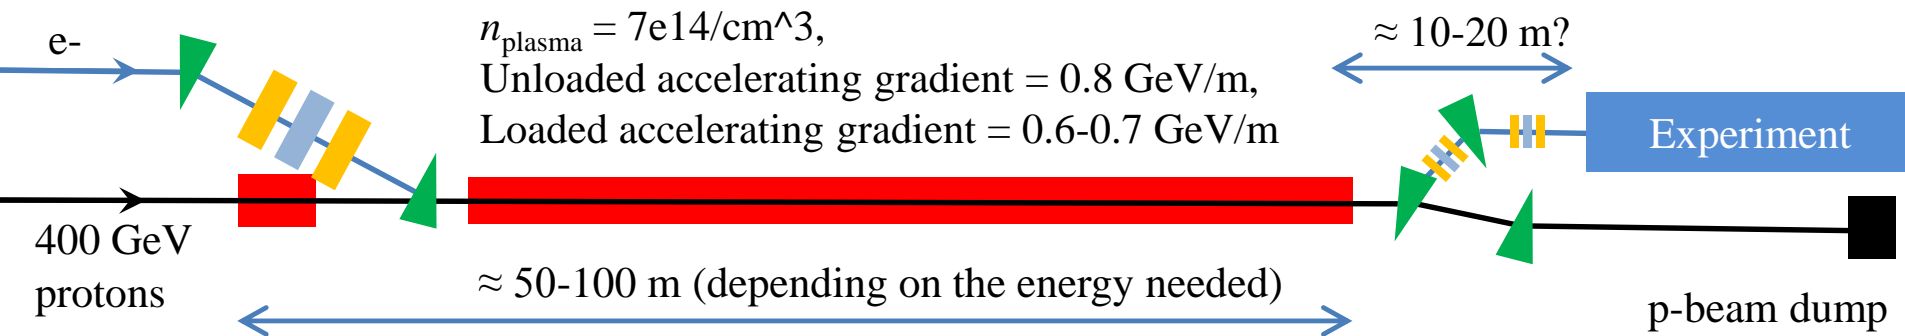 e-
n_plasma = 7e14/cm^3,
Unloaded accelerating gradient = 0.8 GeV/m,
Loaded accelerating gradient = 0.6-0.7 GeV/m
≈ 10-20 m?
Experiment
400 GeV
protons
≈ 50-100 m (depending on the energy needed)
p-beam dump